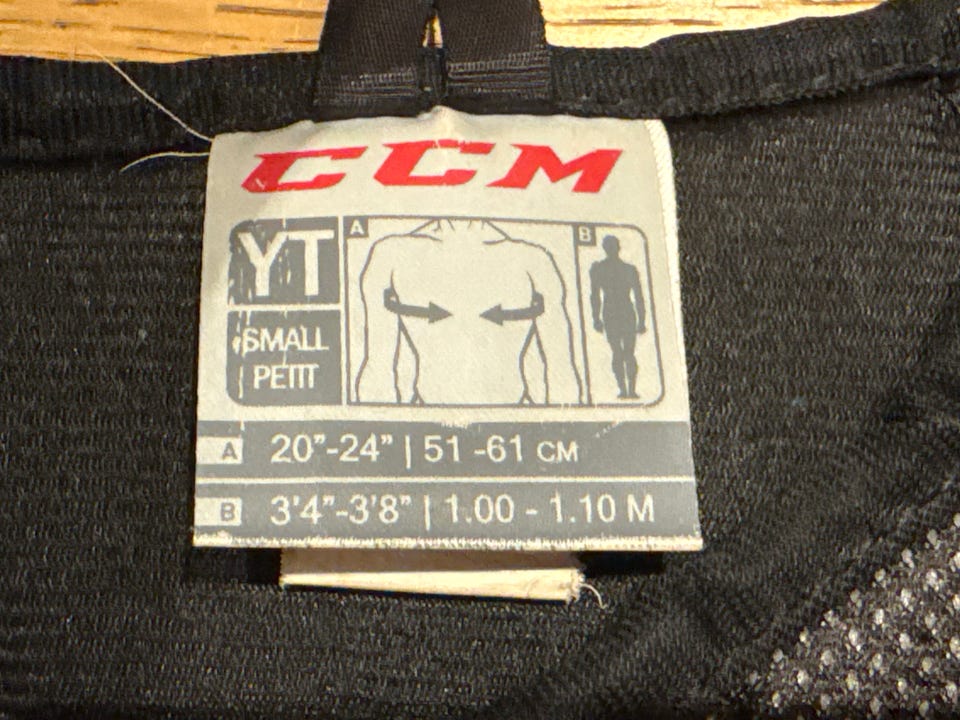 CCM
YT
SMALL
PETIT
A
B
A 20"-24" | 51 -61 CM
B 3'4"-3'8" | 1.00 - 1.10 M